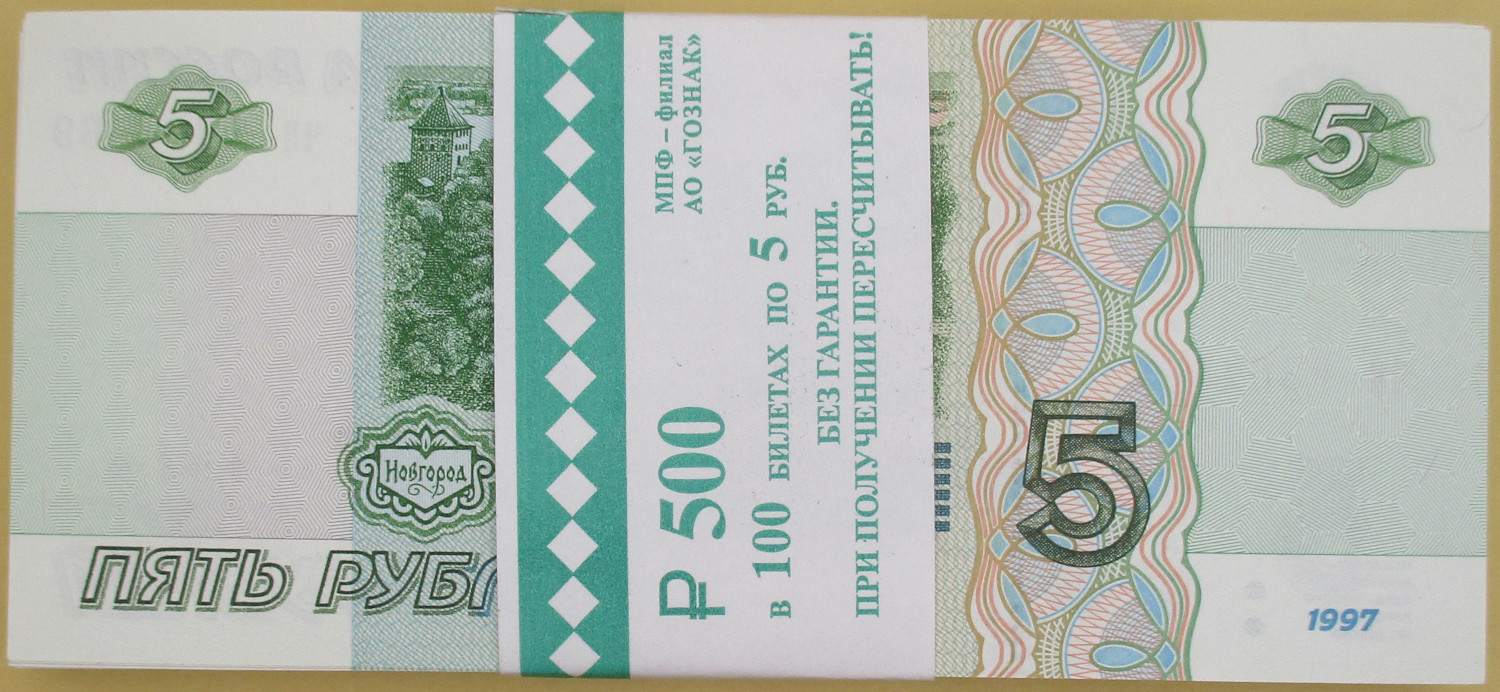 5
Новгород
ПЯТЬ РУБ
МПФ – филиал
АО «ГОЗНАК»
₽ 500
в 100 билетах по 5 руб.
БЕЗ ГАРАНТИИ.
ПРИ ПОЛУЧЕНИИ ПЕРЕСЧИТЫВАТЬ!
5
5
1997